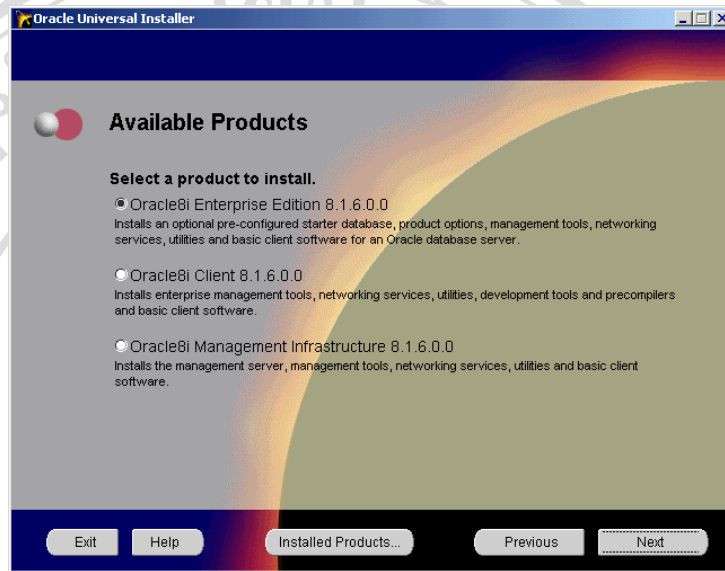 Oracle Universal Installer
Available Products
Select a product to install.
Oracle8i Enterprise Edition 8.1.6.0.0
Installs an optional pre-configured starter database, product options, management tools, networking
services, utilities and basic client software for an Oracle database server.
Oracle8i Client 8.1.6.0.0
Installs enterprise management tools, networking services, utilities, development tools and precompilers
and basic client software.
Oracle8i Management Infrastructure 8.1.6.0.0
Installs the management server, management tools, networking services, utilities and basic client
software.
Exit Help Installed Products... Previous Next